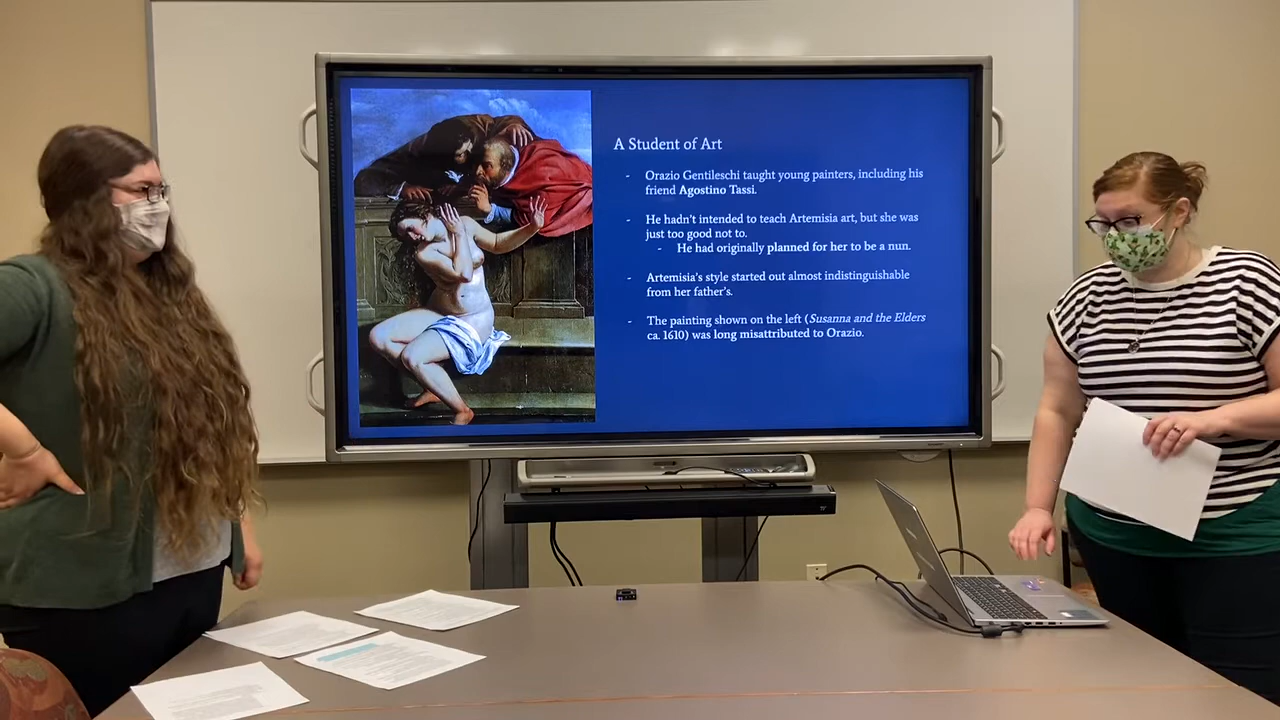 A Student of Art
- Orazio Gentileschi taught young painters, including his
friend Agostino Tassi.
- He hadn't intended to teach Artemisia art, but she was
just too good not to.
- He had originally planned for her to be a nun.
- Artemisia's style started out almost indistinguishable
from her father's.
- The painting shown on the left (Susanna and the Elders
ca. 1610) was long misattributed to Orazio.